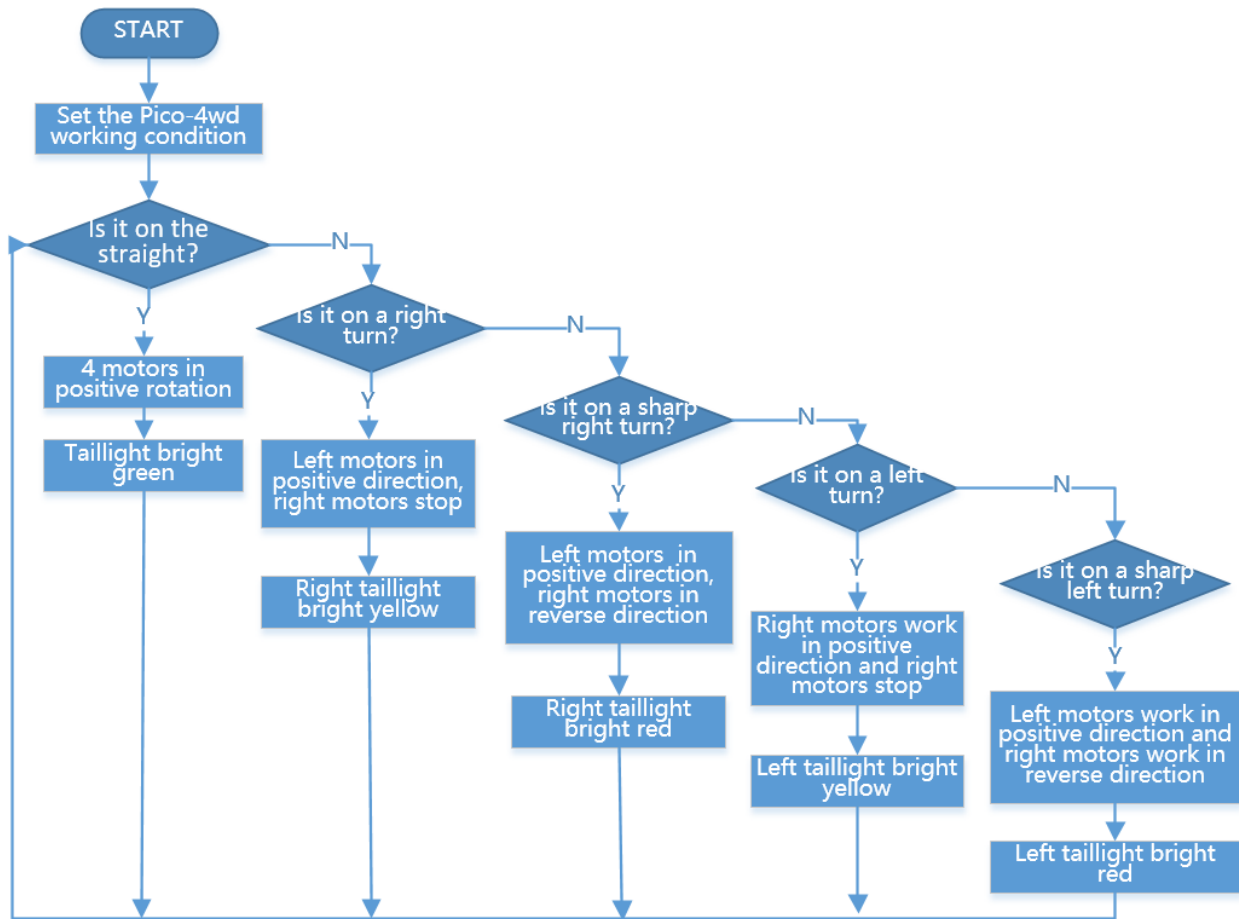 START
Set the Pico-4wd
working condition
Is it on the
straight?
N
Y
4 motors in
positive rotation
Taillight bright
green
Is it on a right
turn?
N
Y
Left motors in
positive direction,
right motors stop
Right taillight
bright yellow
Is it on a sharp
right turn?
N
Y
Left motors in
positive direction,
right motors in
reverse direction
Right taillight
bright red
Is it on a left
turn?
N
Y
Right motors work
in positive
direction and right
motors stop
Left taillight bright
yellow
Is it on a sharp
left turn?
Y
Left motors work in
positive direction and
right motors work in
reverse direction
Left taillight bright
red